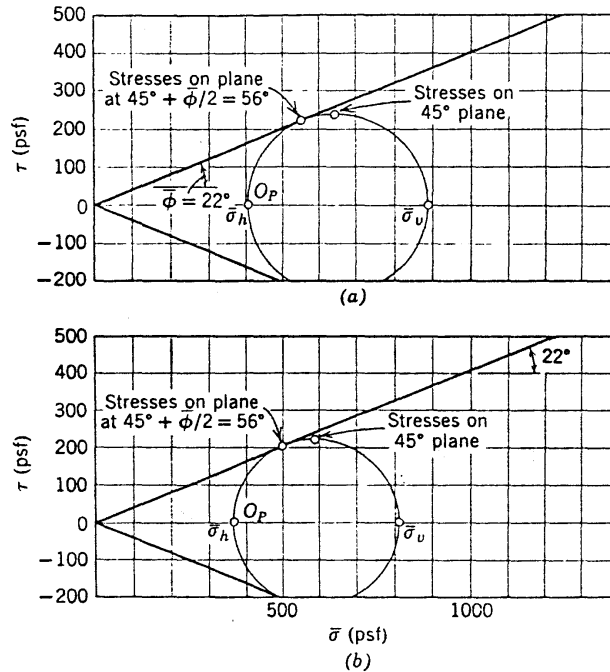 500
400
300
200
100
0
−100
−200
τ (psf)
Stresses on plane
at 45° + φ̄/2 = 56°
Stresses on
45° plane
φ̄ = 22°
O_P
σ̄_h
σ̄_v
(a)
500
400
300
200
100
0
−100
−200
τ (psf)
22°
Stresses on plane
at 45° + φ̄/2 = 56°
Stresses on
45° plane
O_P
σ̄_h
σ̄_v
500
1000
σ̄ (psf)
(b)